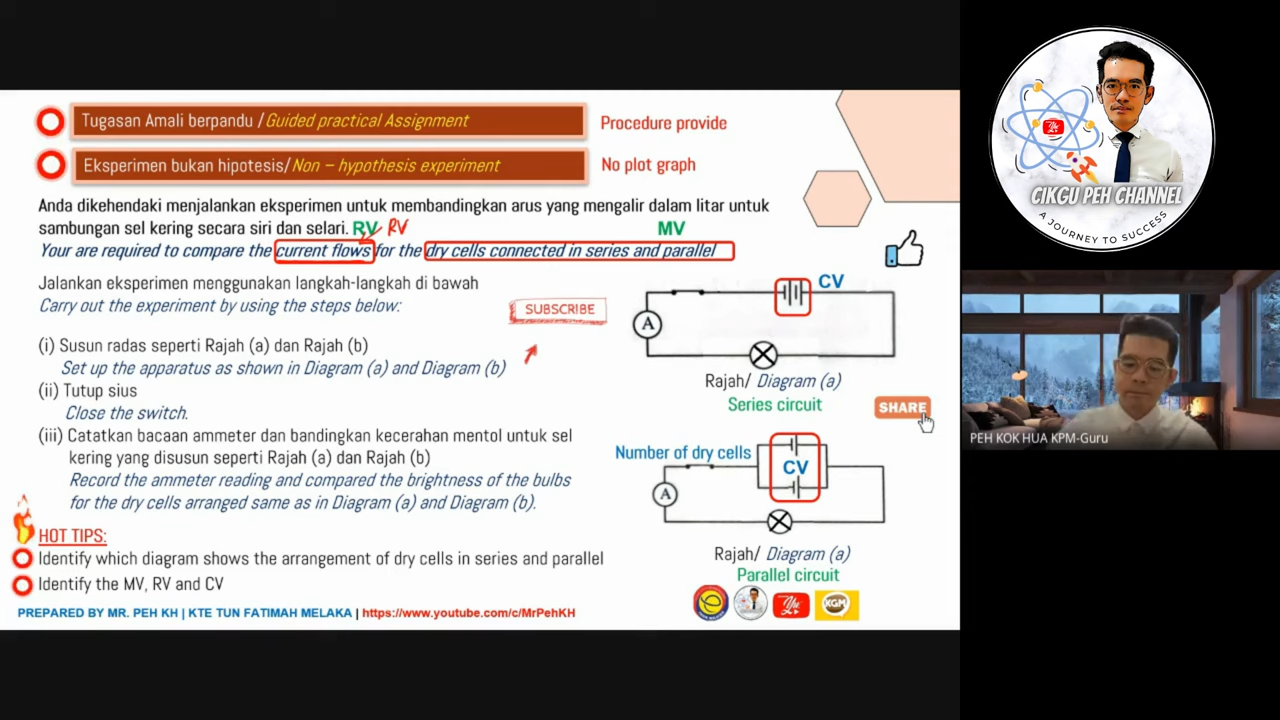 Tugasan Amali berpandu / Guided practical Assignment
Procedure provide
Eksperimen bukan hipotesis/ Non – hypothesis experiment
No plot graph
Anda dikehendaki menjalankan eksperimen untuk membandingkan arus yang mengalir dalam litar untuk
sambungan sel kering secara siri dan selari. RV RV MV
Your are required to compare the current flows for the dry cells connected in series and parallel
Jalankan eksperimen menggunakan langkah-langkah di bawah
Carry out the experiment by using the steps below:
SUBSCRIBE
(i) Susun radas seperti Rajah (a) dan Rajah (b)
Set up the apparatus as shown in Diagram (a) and Diagram (b)
(ii) Tutup sius
Close the switch.
(iii) Catatkan bacaan ammeter dan bandingkan kecerahan mentol untuk sel
kering yang disusun seperti Rajah (a) dan Rajah (b)
Record the ammeter reading and compared the brightness of the bulbs
for the dry cells arranged same as in Diagram (a) and Diagram (b).
HOT TIPS:
Identify which diagram shows the arrangement of dry cells in series and parallel
Identify the MV, RV and CV
PREPARED BY MR. PEH KH | KTE TUN FATIMAH MELAKA | https://www.youtube.com/c/MrPehKH
CV
A
Rajah/ Diagram (a)
Series circuit
SHARE
Number of dry cells
CV
A
Rajah/ Diagram (a)
Parallel circuit
KGM
CIKGU PEH CHANNEL
A JOURNEY TO SUCCESS
PEH KOK HUA KPM-Guru